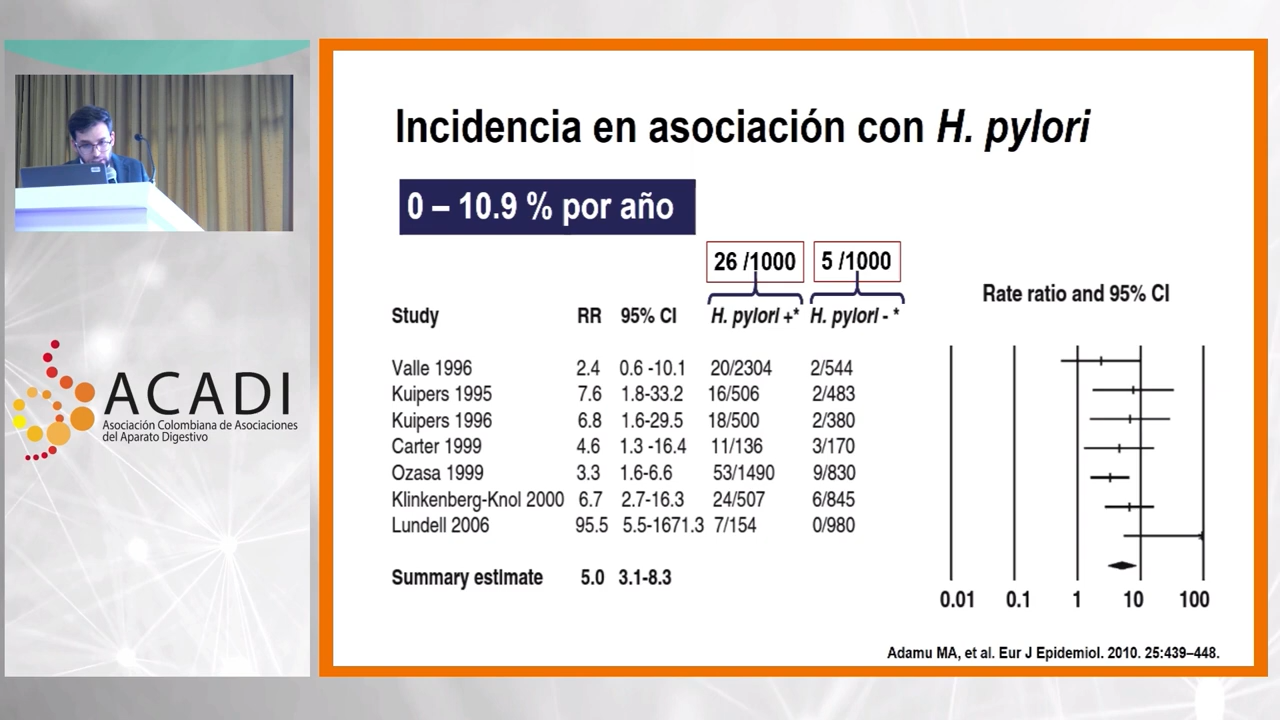 Incidencia en asociación con H. pylori
0 – 10.9 % por año
26 /1000 5 /1000
Rate ratio and 95% CI
Study RR 95% CI H. pylori +* H. pylori - *
Valle 1996 2.4 0.6 -10.1 20/2304 2/544
Kuipers 1995 7.6 1.8-33.2 16/506 2/483
Kuipers 1996 6.8 1.6-29.5 18/500 2/380
Carter 1999 4.6 1.3 -16.4 11/136 3/170
Ozasa 1999 3.3 1.6-6.6 53/1490 9/830
Klinkenberg-Knol 2000 6.7 2.7-16.3 24/507 6/845
Lundell 2006 95.5 5.5-1671.3 7/154 0/980
Summary estimate 5.0 3.1-8.3
0.01 0.1 1 10 100
Adamu MA, et al. Eur J Epidemiol. 2010. 25:439–448.
ACADI
Asociación Colombiana de Asociaciones
del Aparato Digestivo